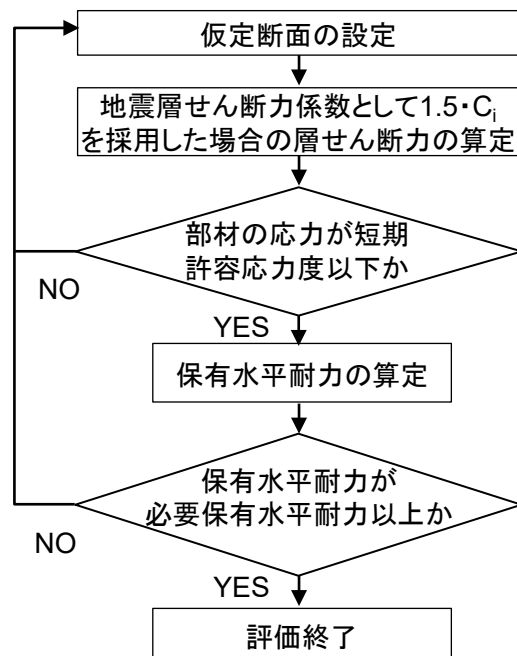 仮定断面の設定
地震層せん断力係数として1.5・Ci
を採用した場合の層せん断力の算定
部材の応力が短期
許容応力度以下か
NO
YES
保有水平耐力の算定
保有水平耐力が
必要保有水平耐力以上か
NO
YES
評価終了